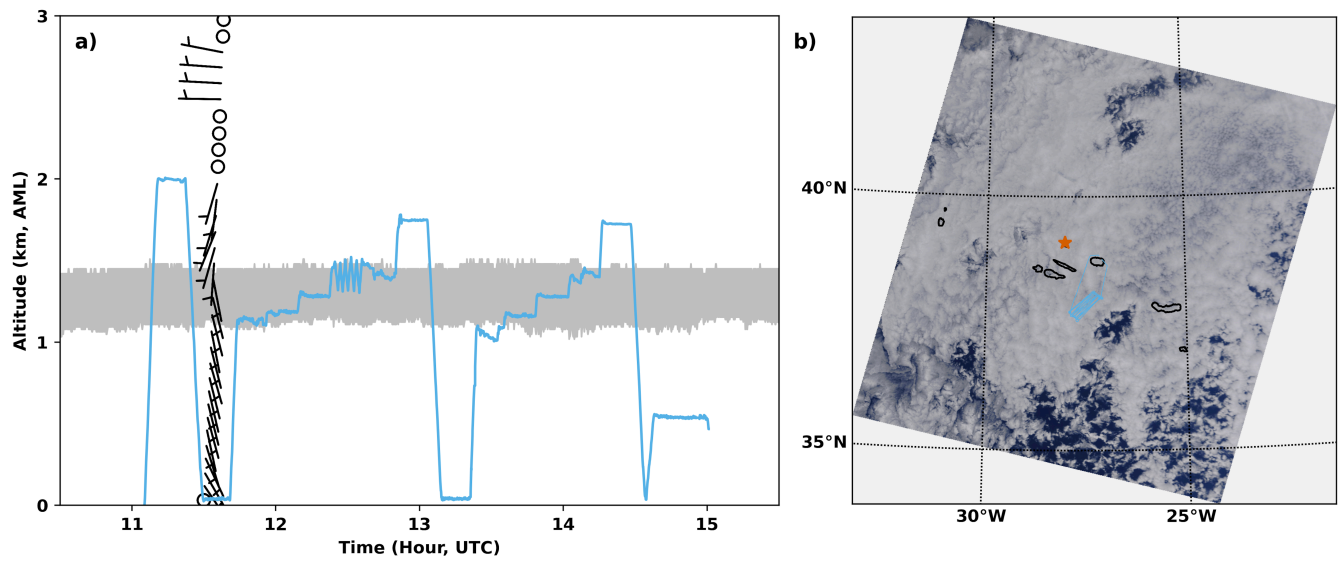 a)
3
2
1
0
Altitude (km, AML)
11
12
13
14
15
Time (Hour, UTC)
b)
40°N
35°N
30°W
25°W